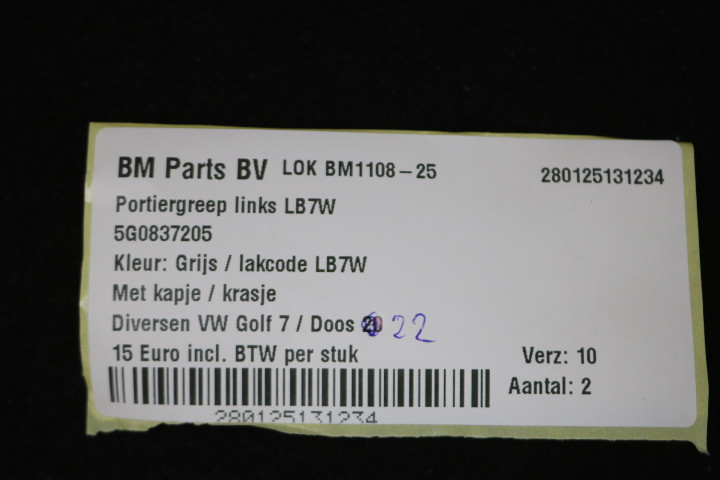 BM Parts BV LOK BM1108-25 280125131234
Portiergreep links LB7W
5G0837205
Kleur: Grijs / lakcode LB7W
Met kapje / krasje
Diversen VW Golf 7 / Doos 22
15 Euro incl. BTW per stuk Verz: 10
Aantal: 2
280125131234